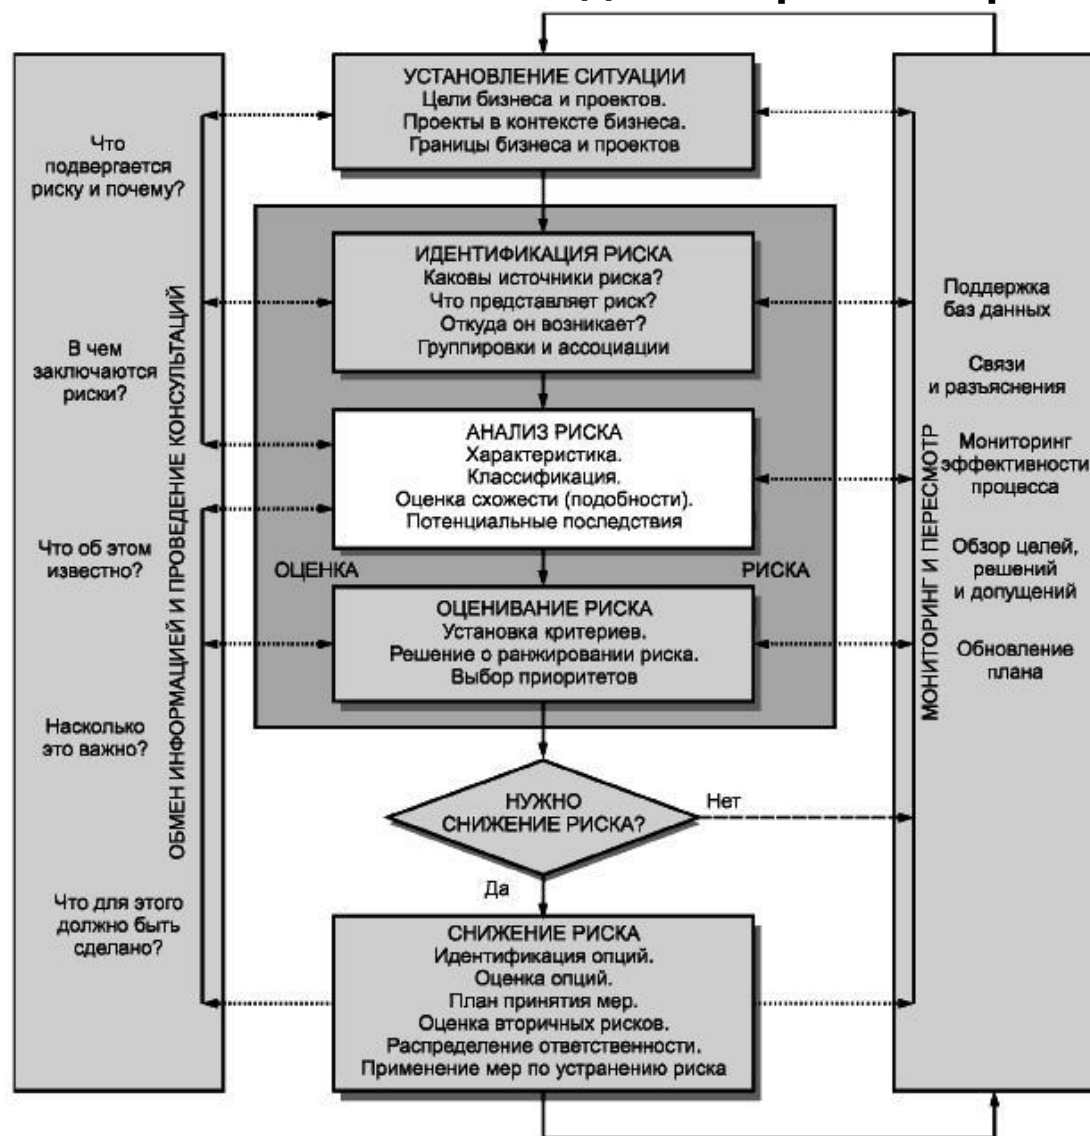 УСТАНОВЛЕНИЕ СИТУАЦИИ
Цели бизнеса и проектов.
Проекты в контексте бизнеса.
Границы бизнеса и проектов
Что
подвергается
риску и почему?
В чем
заключаются
риски?
Что об этом
известно?
Насколько
это важно?
Что для этого
должно быть
сделано?
ОБМЕН ИНФОРМАЦИЕЙ И ПРОВЕДЕНИЕ КОНСУЛЬТАЦИЙ
ИДЕНТИФИКАЦИЯ РИСКА
Каковы источники риска?
Что представляет риск?
Откуда он возникает?
Группировки и ассоциации
АНАЛИЗ РИСКА
Характеристика.
Классификация.
Оценка схожести (подобности).
Потенциальные последствия
ОЦЕНКА
РИСКА
ОЦЕНИВАНИЕ РИСКА
Установка критериев.
Решение о ранжировании риска.
Выбор приоритетов
НУЖНО
СНИЖЕНИЕ РИСКА?
Нет
Да
СНИЖЕНИЕ РИСКА
Идентификация опций.
Оценка опций.
План принятия мер.
Оценка вторичных рисков.
Распределение ответственности.
Применение мер по устранению риска
МОНИТОРИНГ И ПЕРЕСМОТР
Поддержка
баз данных
Связи
и разъяснения
Мониторинг
эффективности
процесса
Обзор целей,
решений
и допущений
Обновление
плана